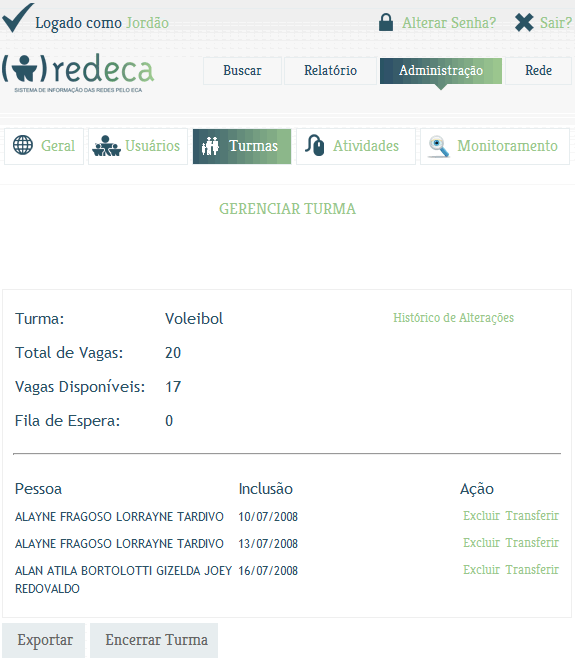 Logado como Jordão
Alterar Senha?
Sair?
redeca
SISTEMA DE INFORMAÇÃO DAS REDES PELO ECA
Buscar
Relatório
Administração
Rede
Geral
Usuários
Turmas
Atividades
Monitoramento
GERENCIAR TURMA
Turma: Voleibol
Histórico de Alterações
Total de Vagas: 20
Vagas Disponíveis: 17
Fila de Espera: 0
Pessoa Inclusão Ação
ALAYNE FRAGOSO LORRAYNE TARDIVO 10/07/2008 Excluir Transferir
ALAYNE FRAGOSO LORRAYNE TARDIVO 13/07/2008 Excluir Transferir
ALAN ATILA BORTOLOTTI GIZELDA JOEY 16/07/2008 Excluir Transferir
REDOVALDO
Exportar
Encerrar Turma